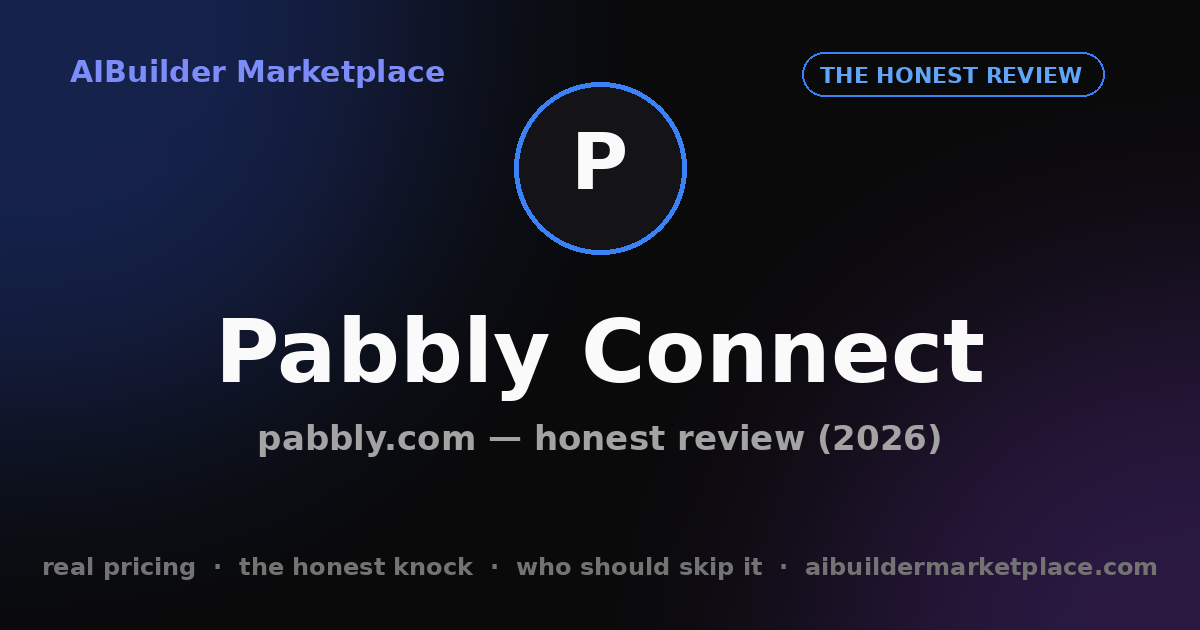 AIBuilder Marketplace
THE HONEST REVIEW
P
Pabbly Connect
pabbly.com — honest review (2026)
real pricing · the honest knock · who should skip it · aibuildermarketplace.com